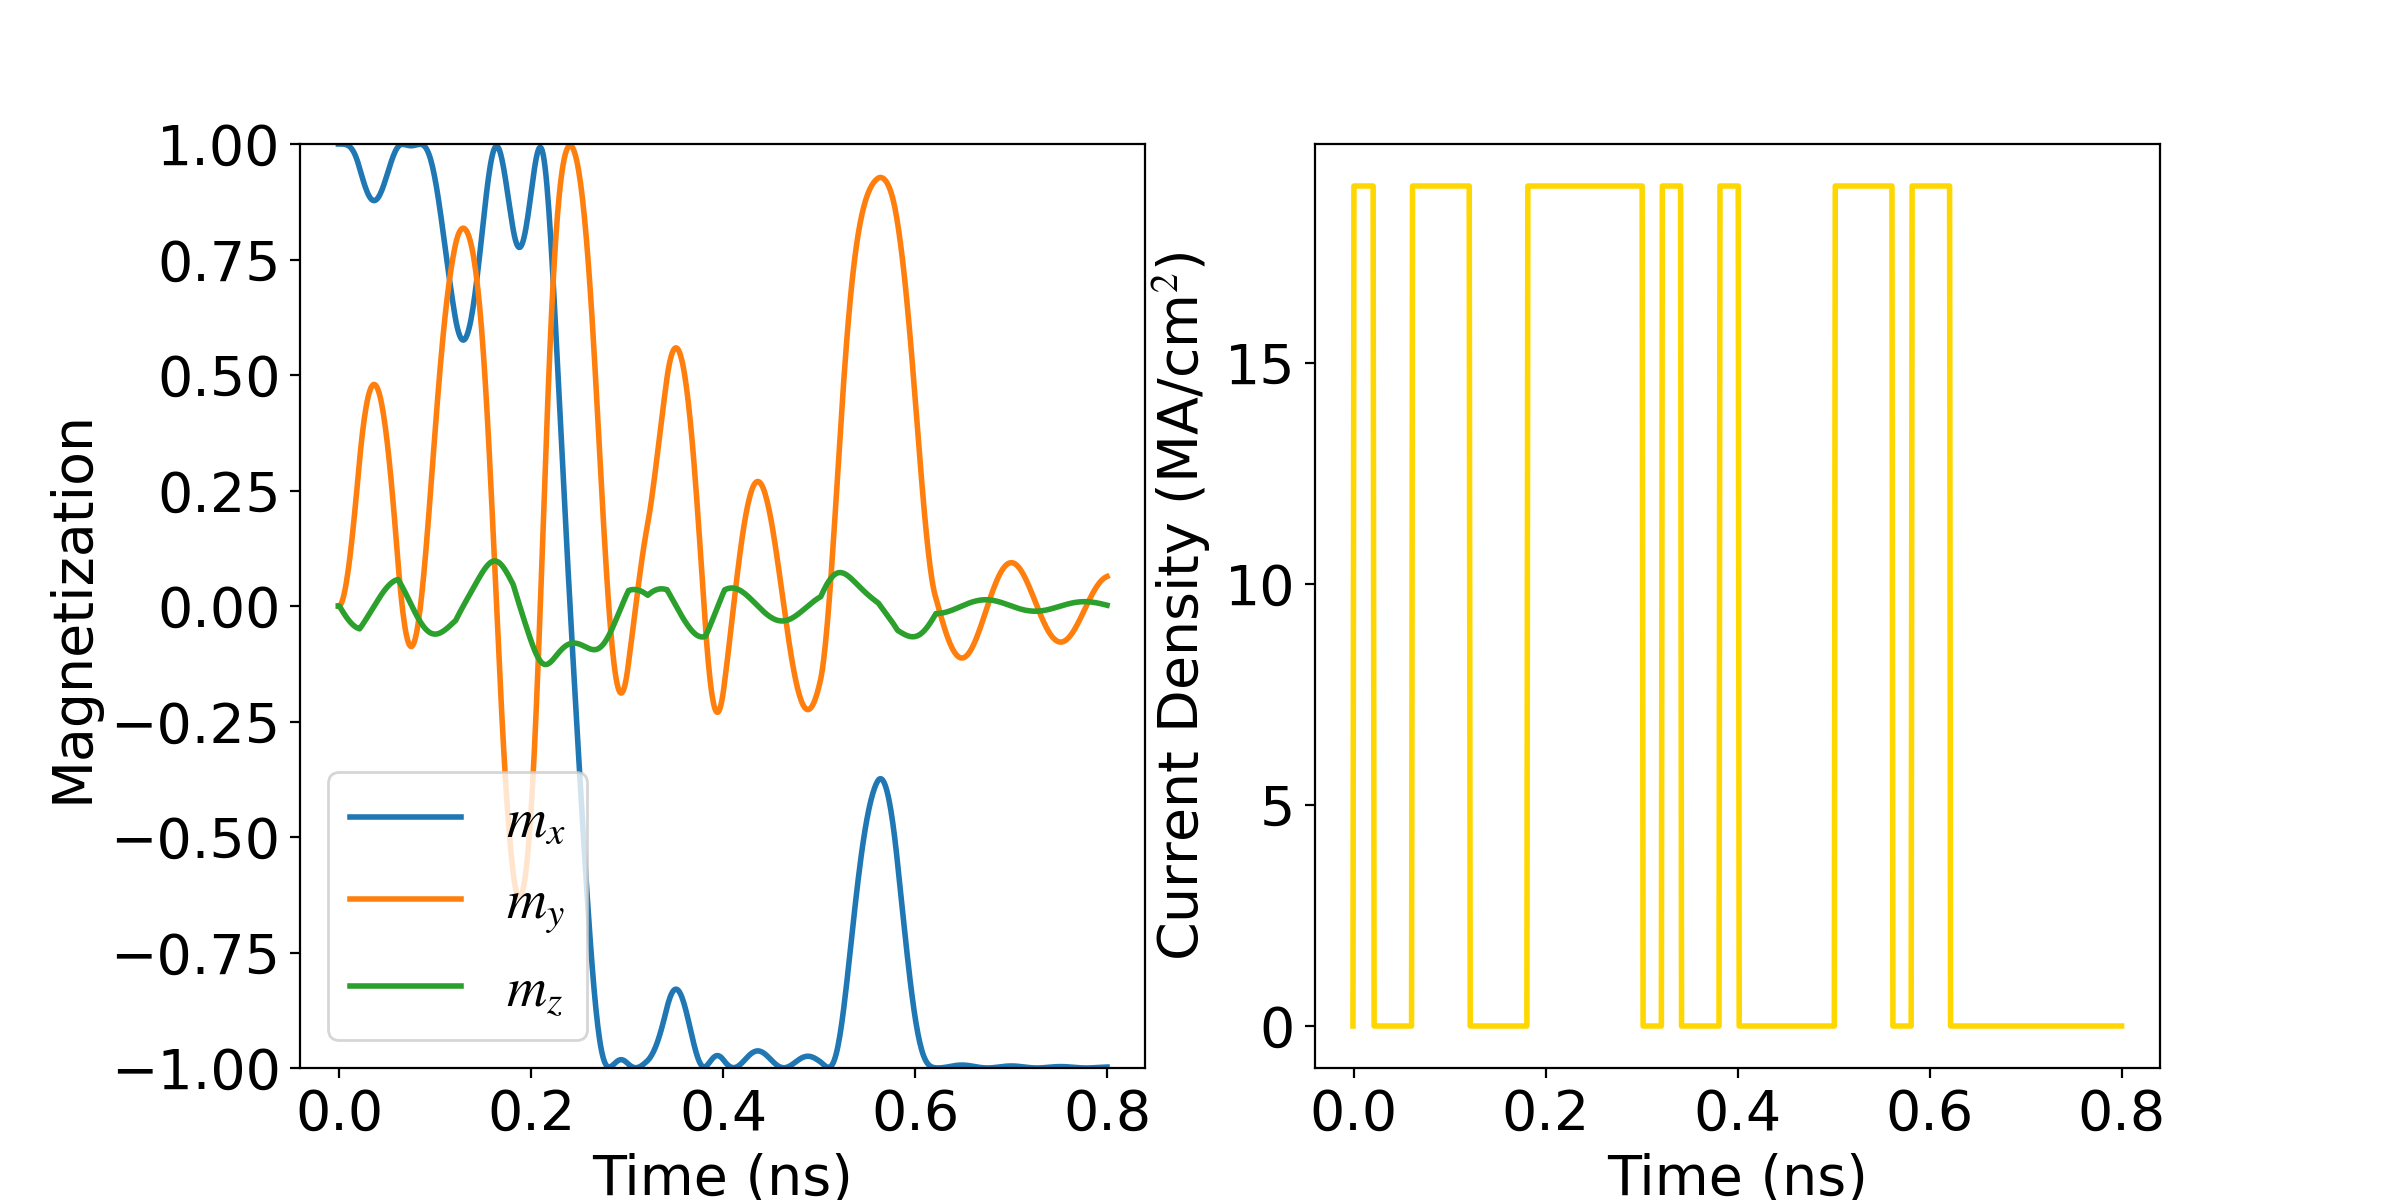 Magnetization
1.00
0.75
0.50
0.25
0.00
−0.25
−0.50
−0.75
−1.00
m_x
m_y
m_z
0.0 0.2 0.4 0.6 0.8
Time (ns)
Current Density (MA/cm²)
15
10
5
0
0.0 0.2 0.4 0.6 0.8
Time (ns)